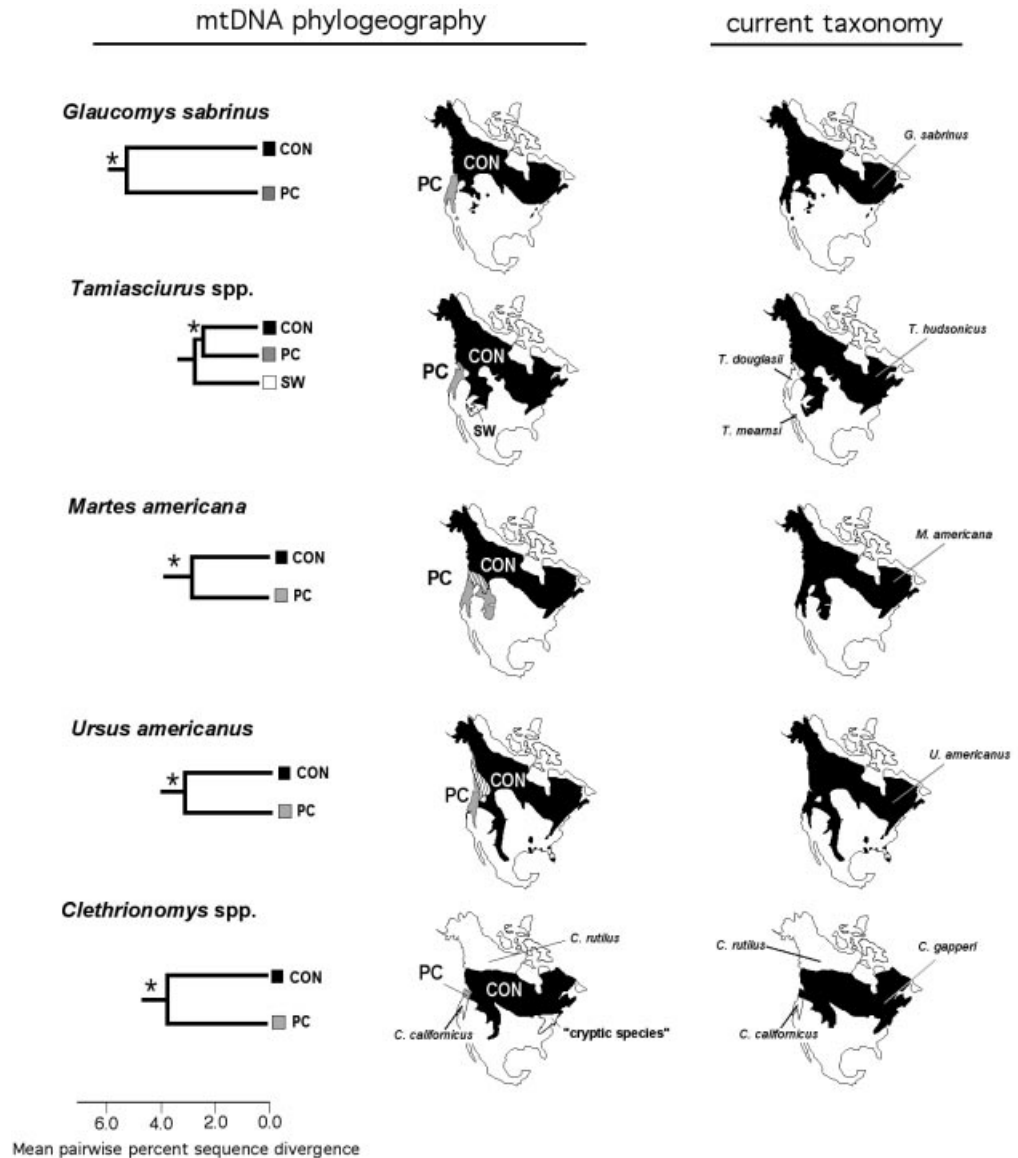 mtDNA phylogeography
current taxonomy
Glaucomys sabrinus
CON
PC
CON
PC
G. sabrinus
Tamiasciurus spp.
CON
PC
SW
CON
PC
SW
T. hudsonicus
T. douglasii
T. mearnsi
Martes americana
CON
PC
CON
PC
M. americana
Ursus americanus
CON
PC
CON
PC
U. americanus
Clethrionomys spp.
CON
PC
C. rutilus
PC
CON
C. californicus
"cryptic species"
C. rutilus
C. gapperi
C. californicus
6.0 4.0 2.0 0.0
Mean pairwise percent sequence divergence